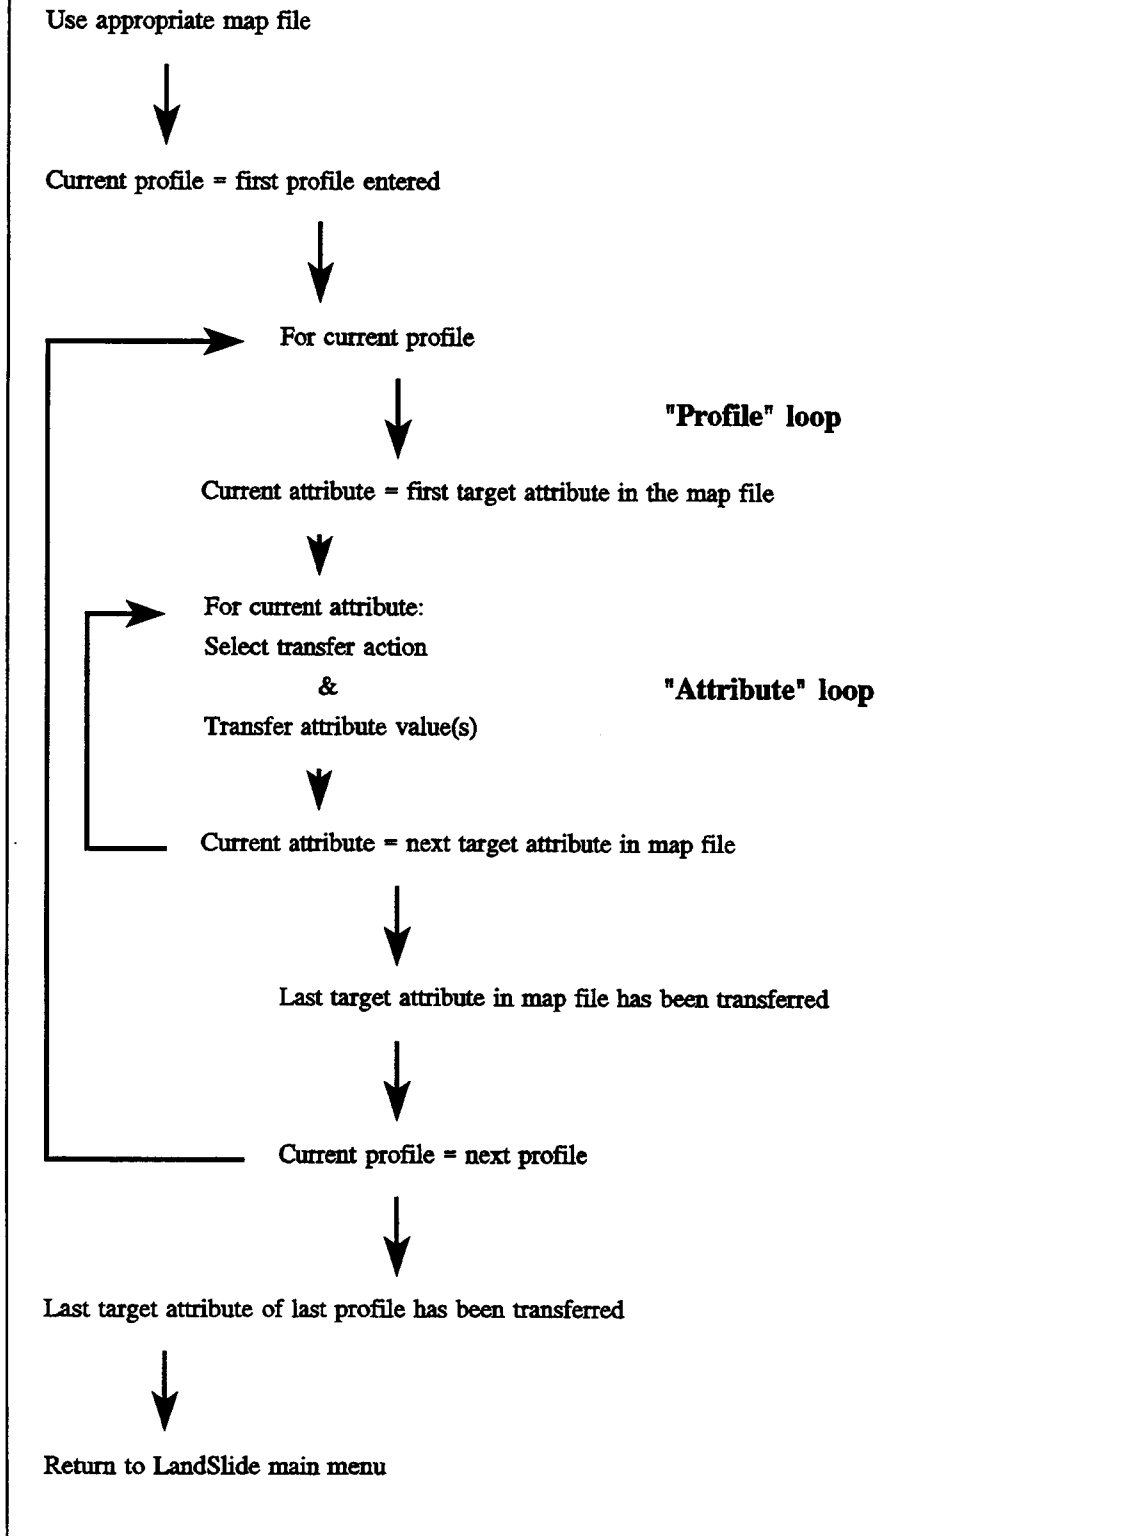 Use appropriate map file
Current profile = first profile entered
For current profile
"Profile" loop
Current attribute = first target attribute in the map file
For current attribute:
Select transfer action
&
"Attribute" loop
Transfer attribute value(s)
Current attribute = next target attribute in map file
Last target attribute in map file has been transferred
Current profile = next profile
Last target attribute of last profile has been transferred
Return to LandSlide main menu